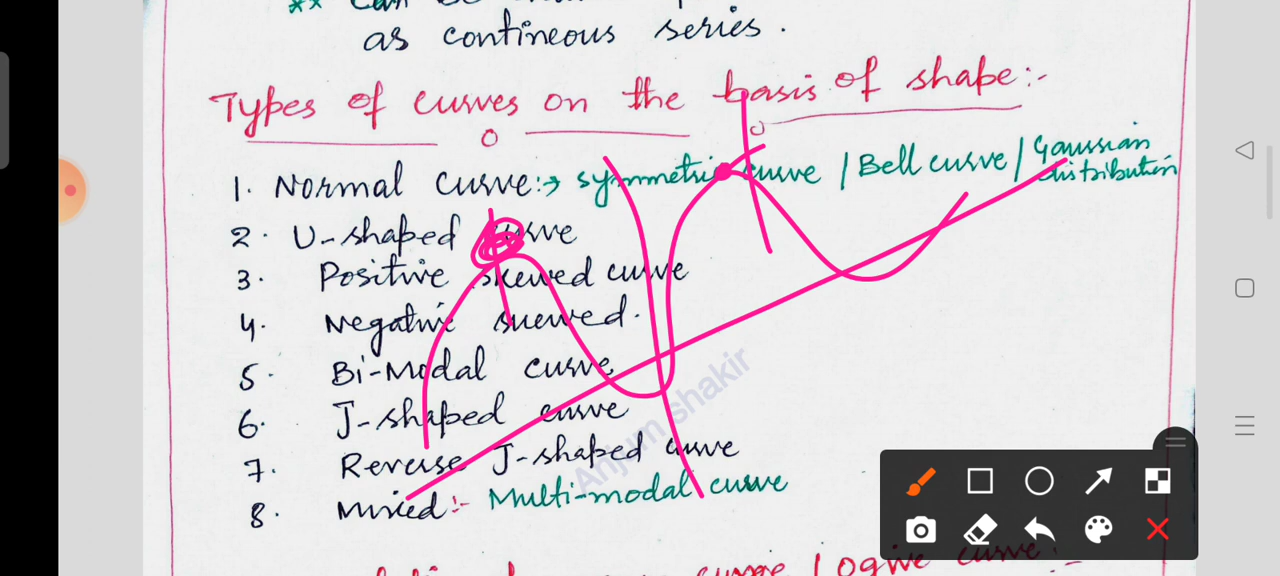 as contineous series.
Types of curves on the basis of shape:-
1. Normal curve:→ symmetric curve / Bell curve / Gaussian distribution
2. U-shaped curve
3. Positive skewed curve
4. Negative skewed.
5. Bi-Modal curve
6. J-shaped curve
7. Reverse J-shaped curve
8. Mixed:- Multi-modal curve
Anjum shakir
curve / Ogive curve:-